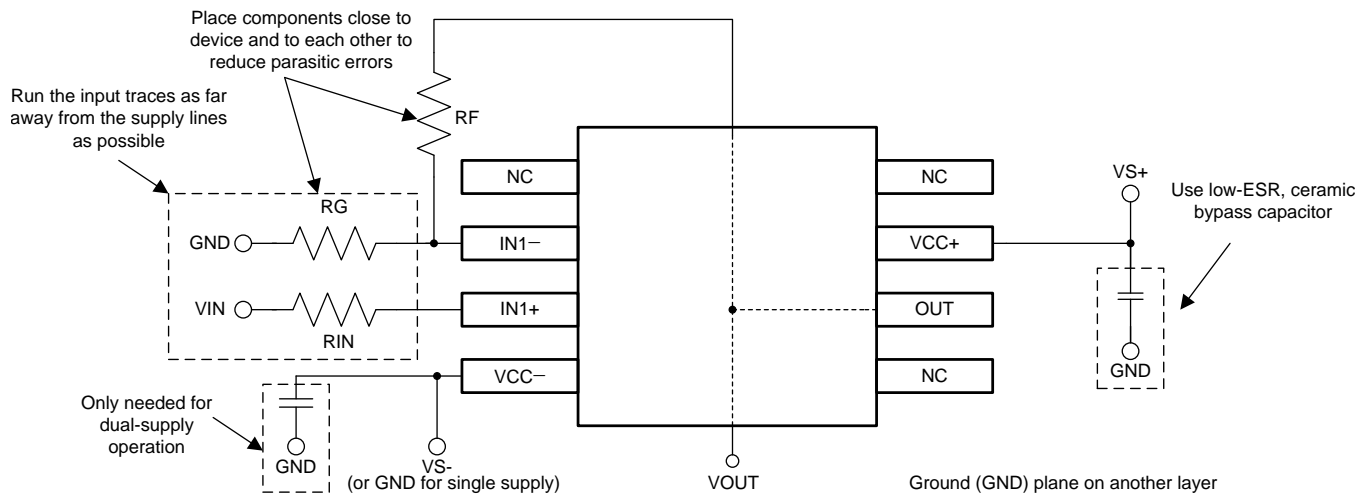 Place components close to
device and to each other to
reduce parasitic errors
Run the input traces as far
away from the supply lines
as possible
RF
NC
NC
VS+
Use low-ESR, ceramic
bypass capacitor
RG
GND
IN1−
VCC+
VIN
IN1+
OUT
RIN
GND
VCC−
NC
Only needed for
dual-supply
operation
GND
VS-
(or GND for single supply)
VOUT
Ground (GND) plane on another layer